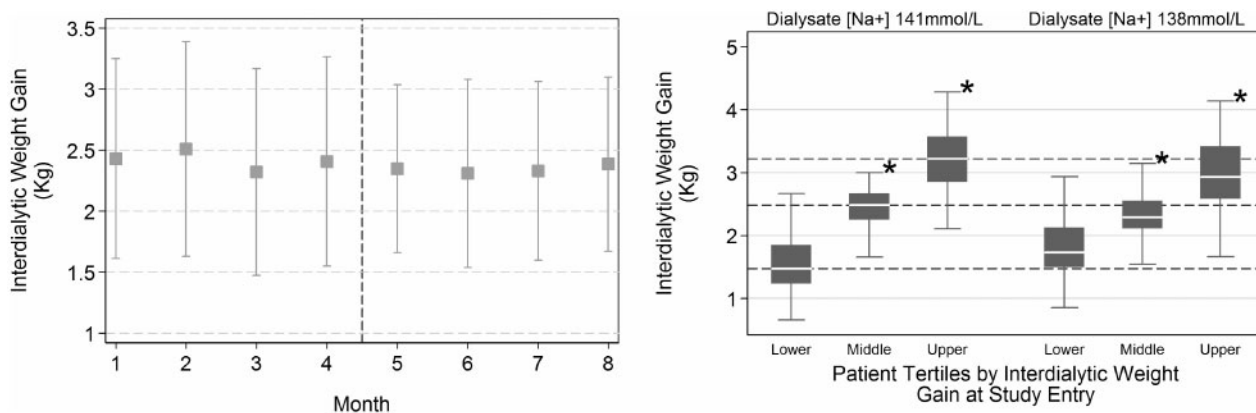 Interdialytic Weight Gain
(Kg)
3.5
3
2.5
2
1.5
1
1 2 3 4 5 6 7 8
Month
Dialysate [Na+] 141mmol/L Dialysate [Na+] 138mmol/L
Interdialytic Weight Gain
(Kg)
5
4
3
2
1
* * * *
Lower Middle Upper Lower Middle Upper
Patient Tertiles by Interdialytic Weight
Gain at Study Entry